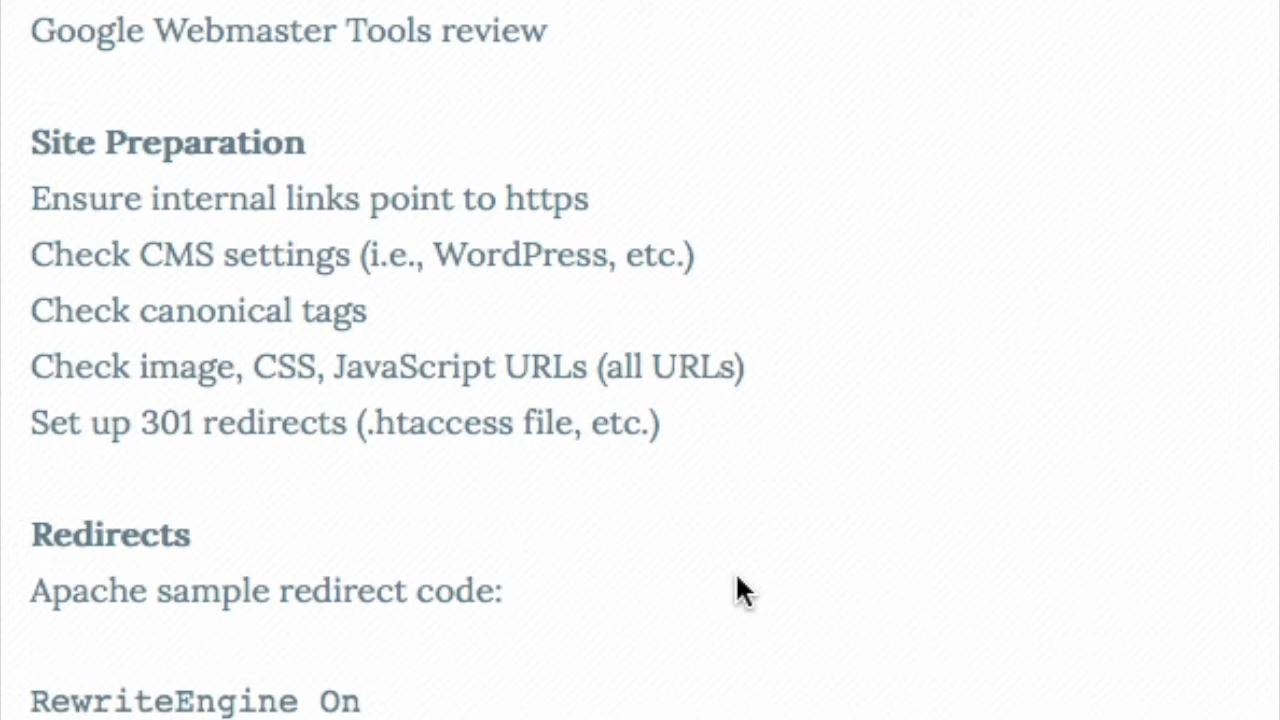 Google Webmaster Tools review
Site Preparation
Ensure internal links point to https
Check CMS settings (i.e., WordPress, etc.)
Check canonical tags
Check image, CSS, JavaScript URLs (all URLs)
Set up 301 redirects (.htaccess file, etc.)
Redirects
Apache sample redirect code:
RewriteEngine On